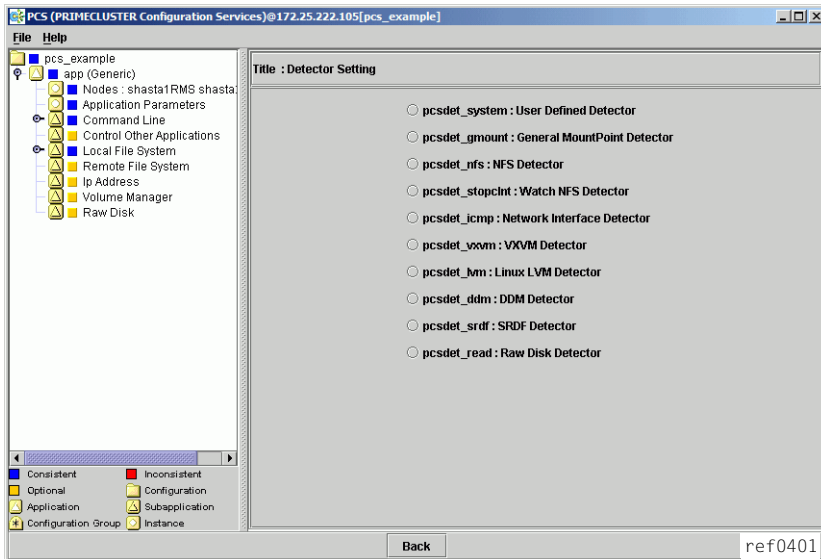 PCS (PRIMECLUSTER Configuration Services)@172.25.222.105[pcs_example]
File Help
pcs_example
app (Generic)
Nodes : shasta1RMS shasta
Application Parameters
Command Line
Control Other Applications
Local File System
Remote File System
Ip Address
Volume Manager
Raw Disk
Consistent Inconsistent
Optional Configuration
Application Subapplication
Configuration Group Instance
Title : Detector Setting
pcsdet_system : User Defined Detector
pcsdet_gmount : General MountPoint Detector
pcsdet_nfs : NFS Detector
pcsdet_stopclnt : Watch NFS Detector
pcsdet_icmp : Network Interface Detector
pcsdet_vxvm : VXVM Detector
pcsdet_lvm : Linux LVM Detector
pcsdet_ddm : DDM Detector
pcsdet_srdf : SRDF Detector
pcsdet_read : Raw Disk Detector
Back
ref0401